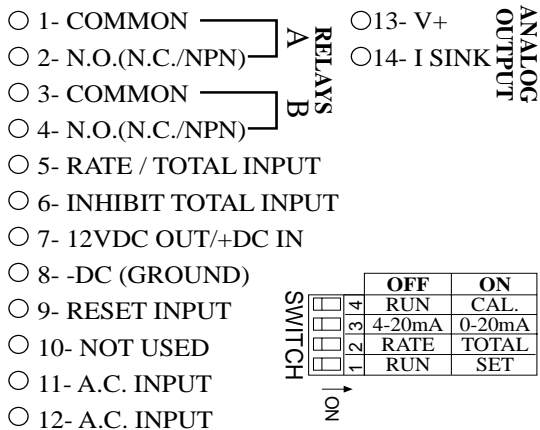 1- COMMON
2- N.O.(N.C./NPN)
3- COMMON
4- N.O.(N.C./NPN)
A
B
RELAYS
5- RATE / TOTAL INPUT
6- INHIBIT TOTAL INPUT
7- 12VDC OUT/+DC IN
8- -DC (GROUND)
9- RESET INPUT
10- NOT USED
11- A.C. INPUT
12- A.C. INPUT
13- V+
14- I SINK
ANALOG
OUTPUT
SWITCH
OFF ON
4 RUN CAL.
3 4-20mA 0-20mA
2 RATE TOTAL
1 RUN SET
ON